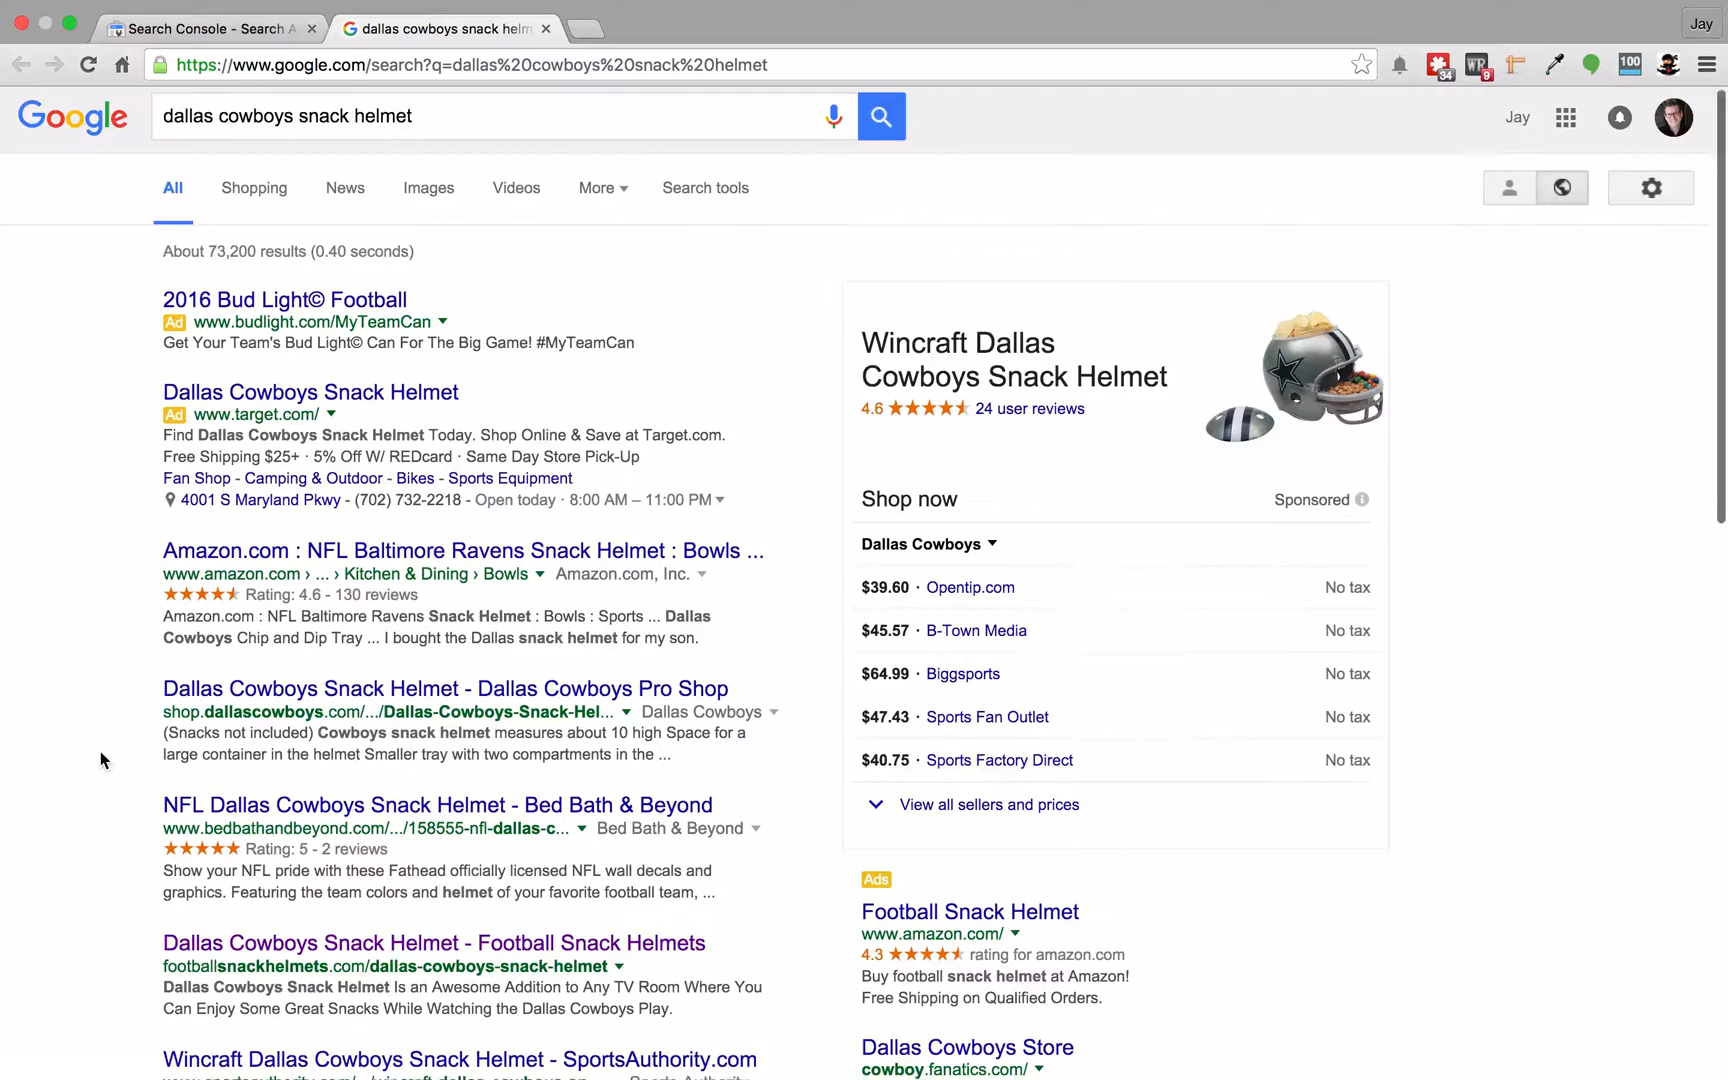 Search Console - Search A
dallas cowboys snack helm
Jay
https://www.google.com/search?q=dallas%20cowboys%20snack%20helmet
34
WR
9
100
Google
dallas cowboys snack helmet
Jay
All
Shopping
News
Images
Videos
More
Search tools
About 73,200 results (0.40 seconds)
2016 Bud Light© Football
Ad www.budlight.com/MyTeamCan
Get Your Team's Bud Light© Can For The Big Game! #MyTeamCan
Dallas Cowboys Snack Helmet
Ad www.target.com/
Find Dallas Cowboys Snack Helmet Today. Shop Online & Save at Target.com.
Free Shipping $25+ · 5% Off W/ REDcard · Same Day Store Pick-Up
Fan Shop - Camping & Outdoor - Bikes - Sports Equipment
4001 S Maryland Pkwy - (702) 732-2218 - Open today · 8:00 AM – 11:00 PM
Amazon.com : NFL Baltimore Ravens Snack Helmet : Bowls ...
www.amazon.com › ... › Kitchen & Dining › Bowls Amazon.com, Inc.
Rating: 4.6 - 130 reviews
Amazon.com : NFL Baltimore Ravens Snack Helmet : Bowls : Sports ... Dallas
Cowboys Chip and Dip Tray ... I bought the Dallas snack helmet for my son.
Dallas Cowboys Snack Helmet - Dallas Cowboys Pro Shop
shop.dallascowboys.com/.../Dallas-Cowboys-Snack-Hel... Dallas Cowboys
(Snacks not included) Cowboys snack helmet measures about 10 high Space for a
large container in the helmet Smaller tray with two compartments in the ...
NFL Dallas Cowboys Snack Helmet - Bed Bath & Beyond
www.bedbathandbeyond.com/.../158555-nfl-dallas-c... Bed Bath & Beyond
Rating: 5 - 2 reviews
Show your NFL pride with these Fathead officially licensed NFL wall decals and
graphics. Featuring the team colors and helmet of your favorite football team, ...
Dallas Cowboys Snack Helmet - Football Snack Helmets
footballsnackhelmets.com/dallas-cowboys-snack-helmet
Dallas Cowboys Snack Helmet Is an Awesome Addition to Any TV Room Where You
Can Enjoy Some Great Snacks While Watching the Dallas Cowboys Play.
Wincraft Dallas Cowboys Snack Helmet - SportsAuthority.com
Wincraft Dallas
Cowboys Snack Helmet
4.6 24 user reviews
Shop now
Sponsored
Dallas Cowboys
$39.60 · Opentip.com No tax
$45.57 · B-Town Media No tax
$64.99 · Biggsports No tax
$47.43 · Sports Fan Outlet No tax
$40.75 · Sports Factory Direct No tax
View all sellers and prices
Ads
Football Snack Helmet
www.amazon.com/
4.3 rating for amazon.com
Buy football snack helmet at Amazon!
Free Shipping on Qualified Orders.
Dallas Cowboys Store
cowboy.fanatics.com/